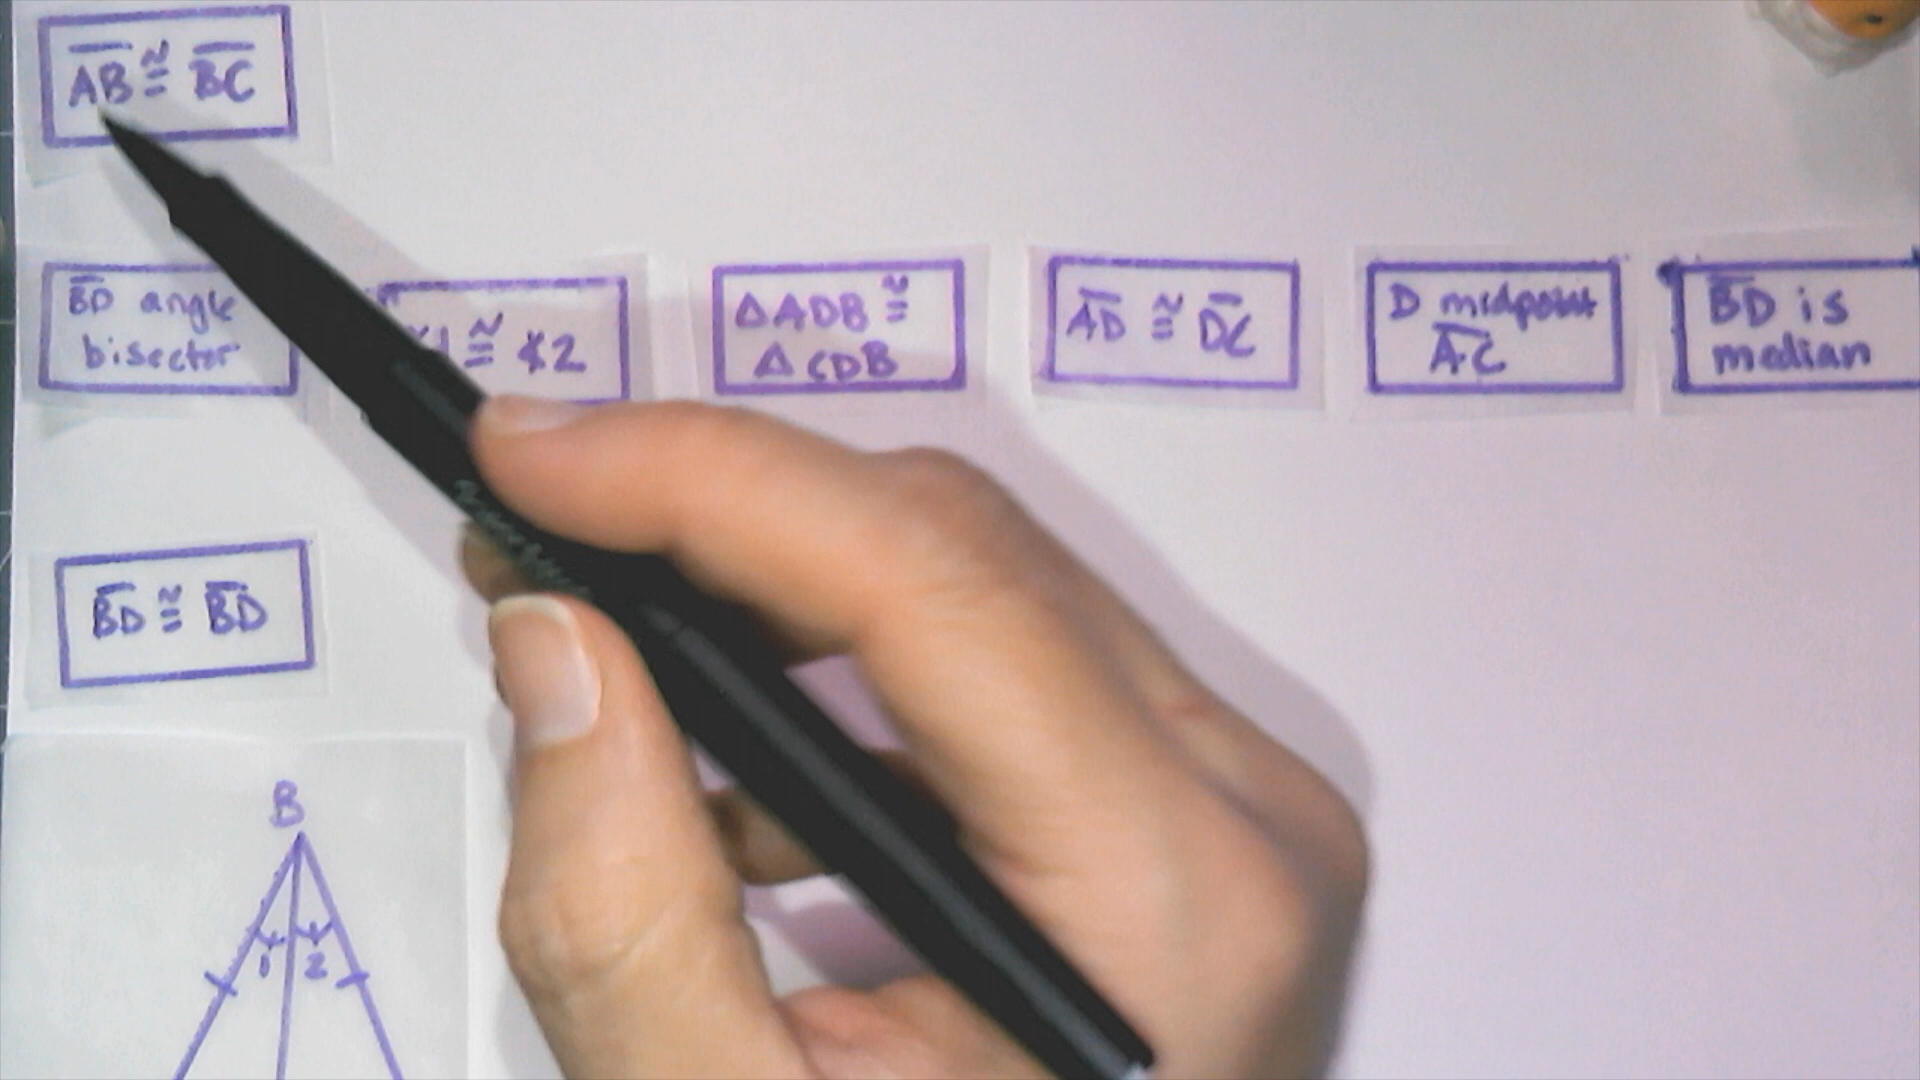 AB ≅ BC
BD angle
bisector
≅ ∡2
△ADB ≅
△CDB
AD ≅ DC
D midpoint
AC
BD is
median
BD ≅ BD
B
1 2